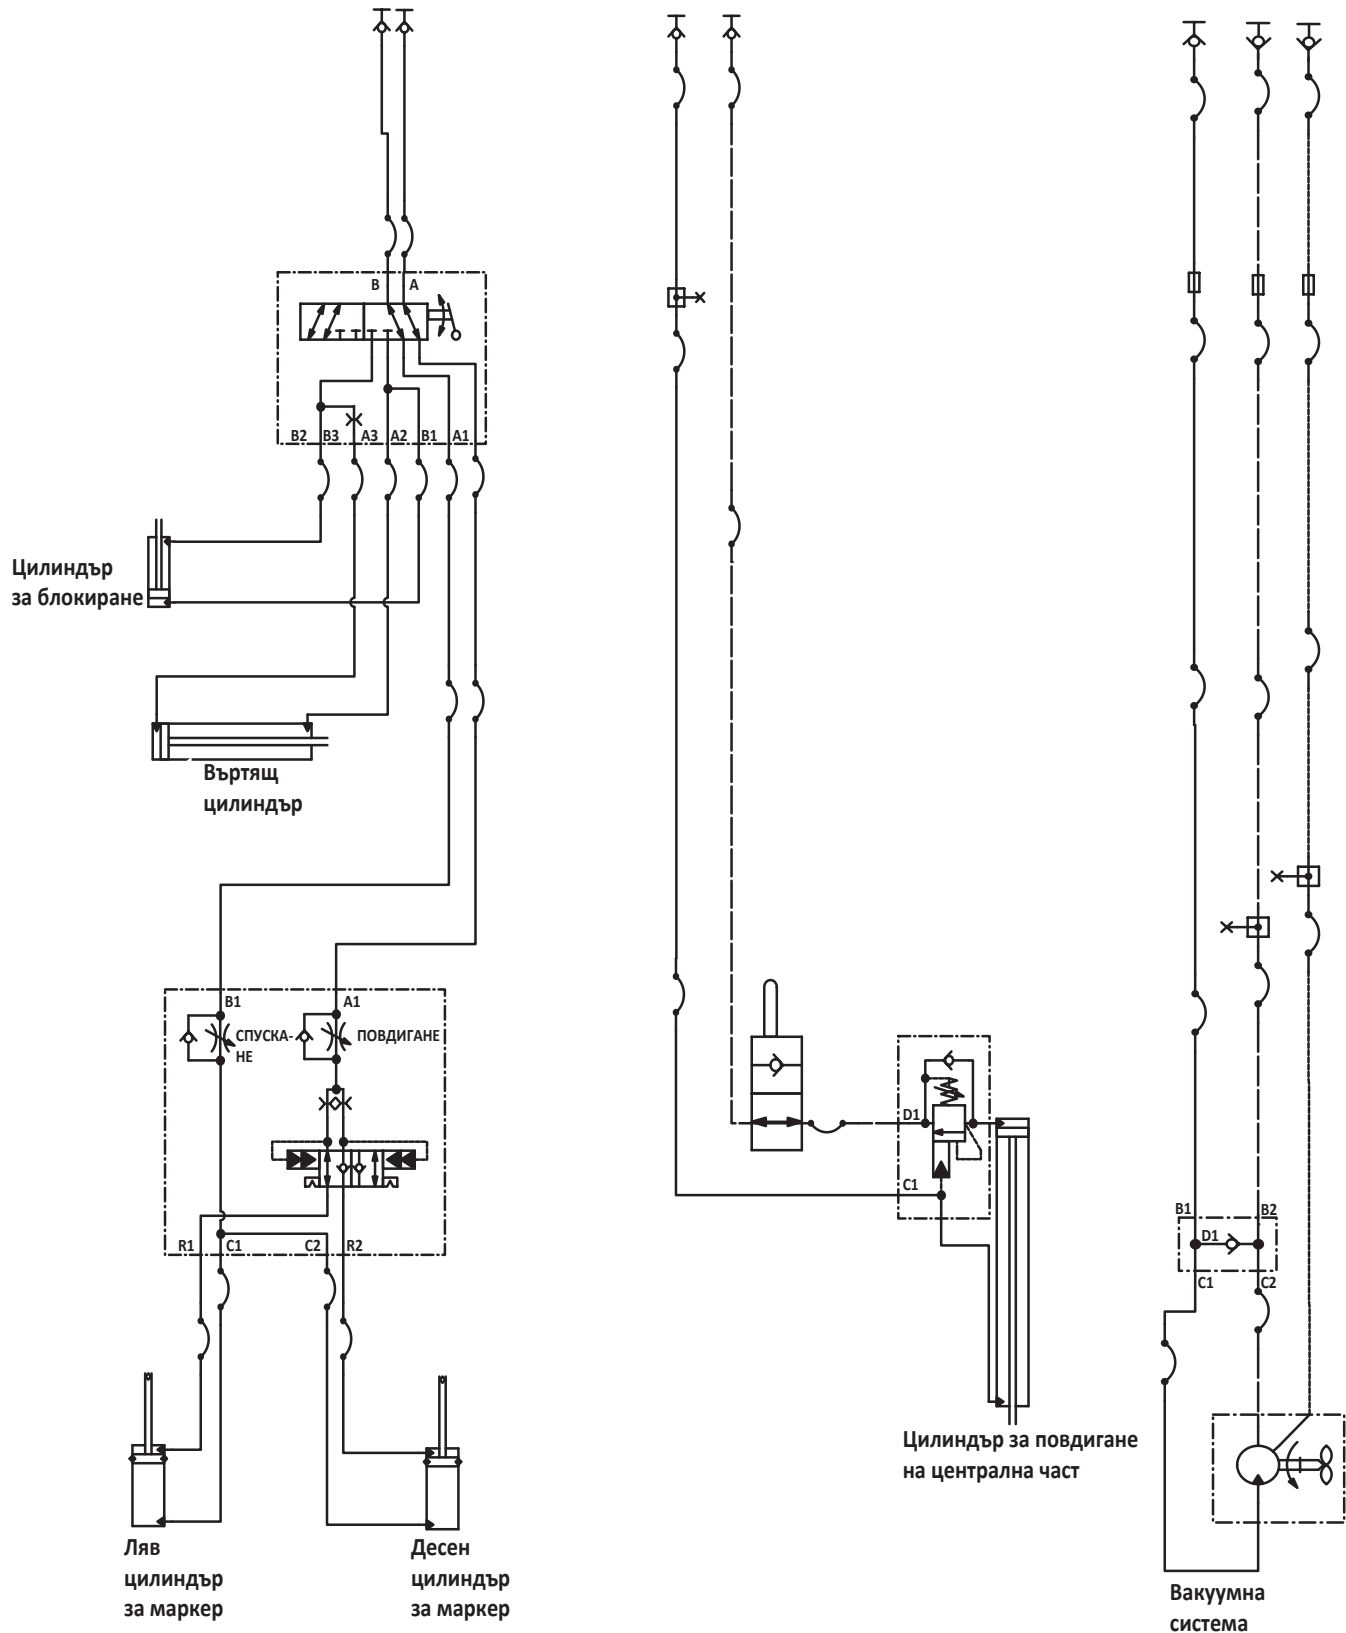 B A
B2 B3 A3 A2 B1 A1
Цилиндър
за блокиране
Въртящ
цилиндър
B1 A1
СПУСКА-
НЕ
ПОВДИГАНЕ
R1 C1 C2 R2
Ляв
цилиндър
за маркер
Десен
цилиндър
за маркер
D1
C1
Цилиндър за повдигане
на централна част
B1 B2
D1
C1 C2
Вакуумна
система